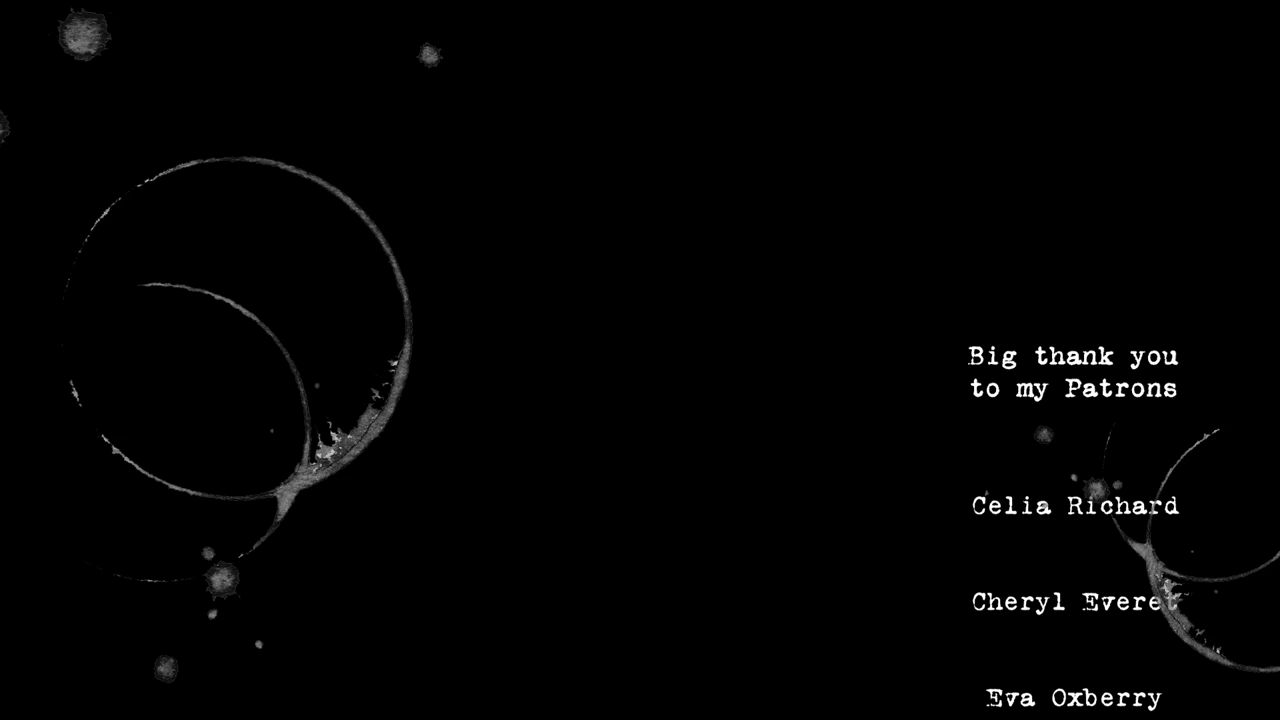 Big thank you
to my Patrons
Celia Richard
Cheryl Everet
Eva Oxberry